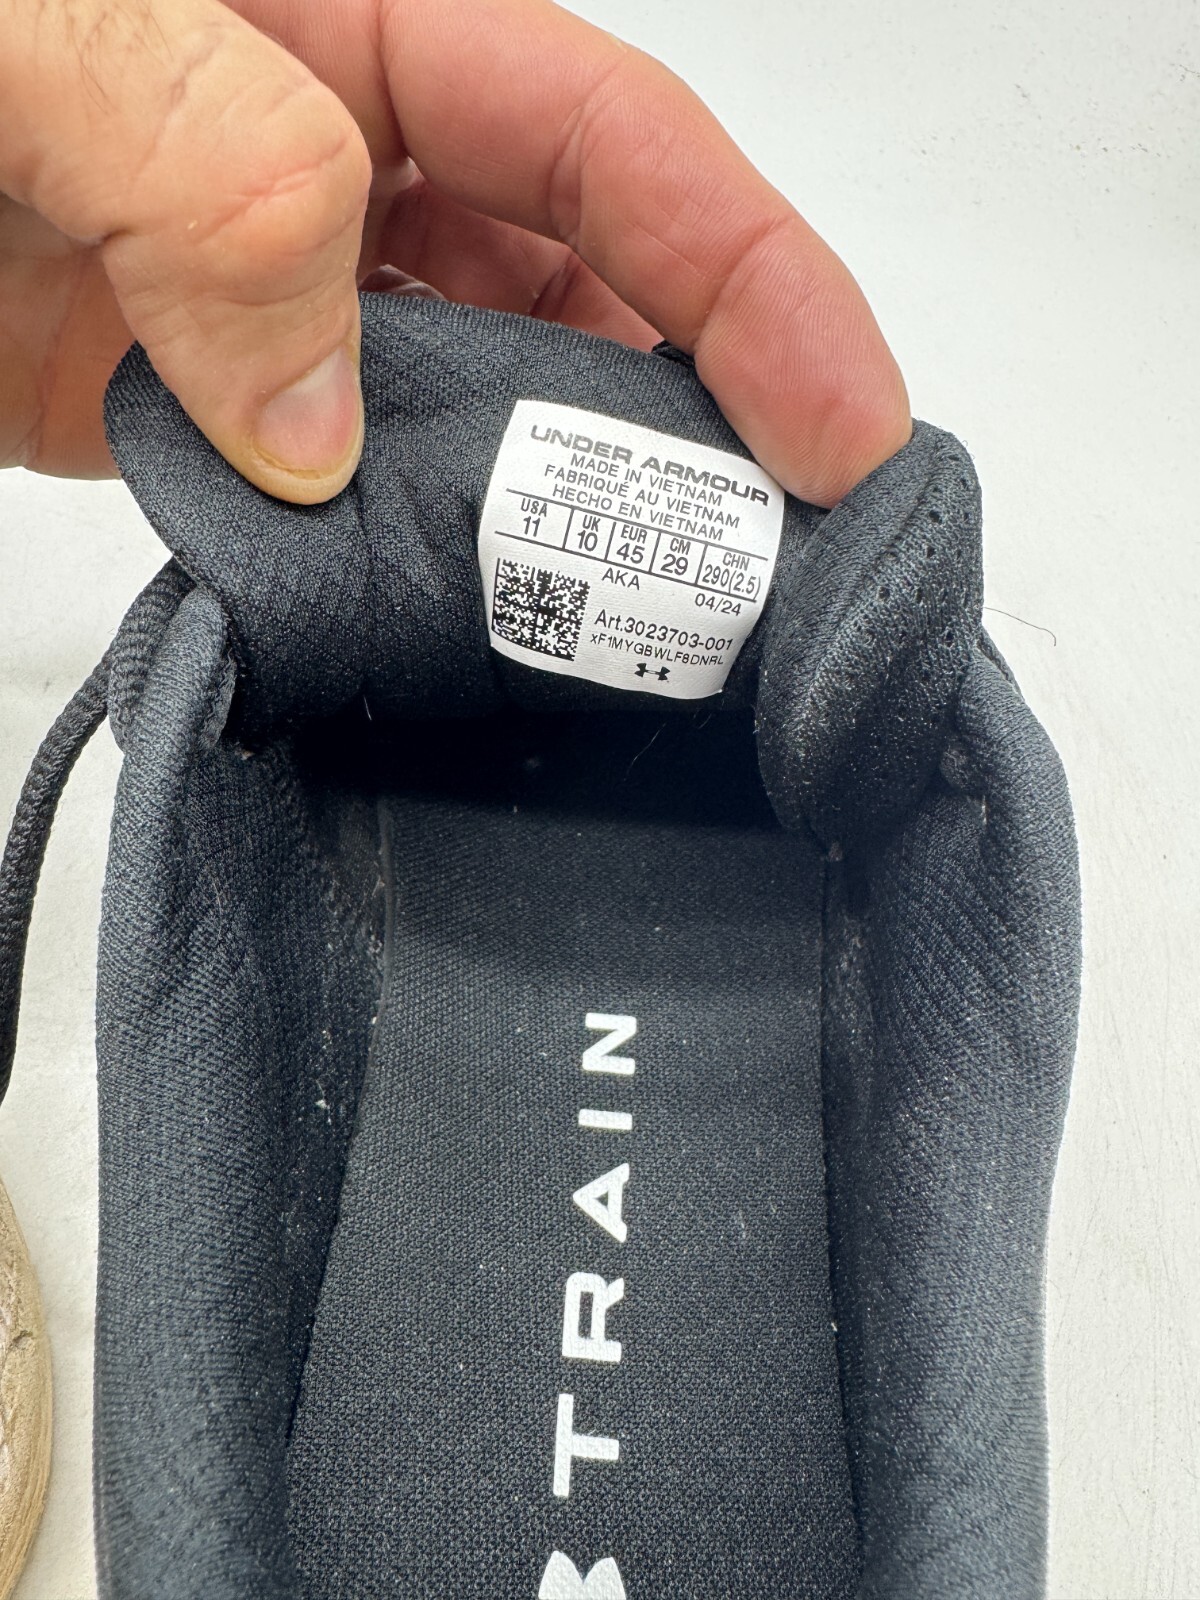 UNDER ARMOUR
MADE IN VIETNAM
FABRIQUÉ AU VIETNAM
HECHO EN VIETNAM
USA UK EUR CM CHN
11 10 45 29 290(2.5)
AKA 04/24
Art.3023703-001
xF1MYGBWLF8DNRL
B TRAIN